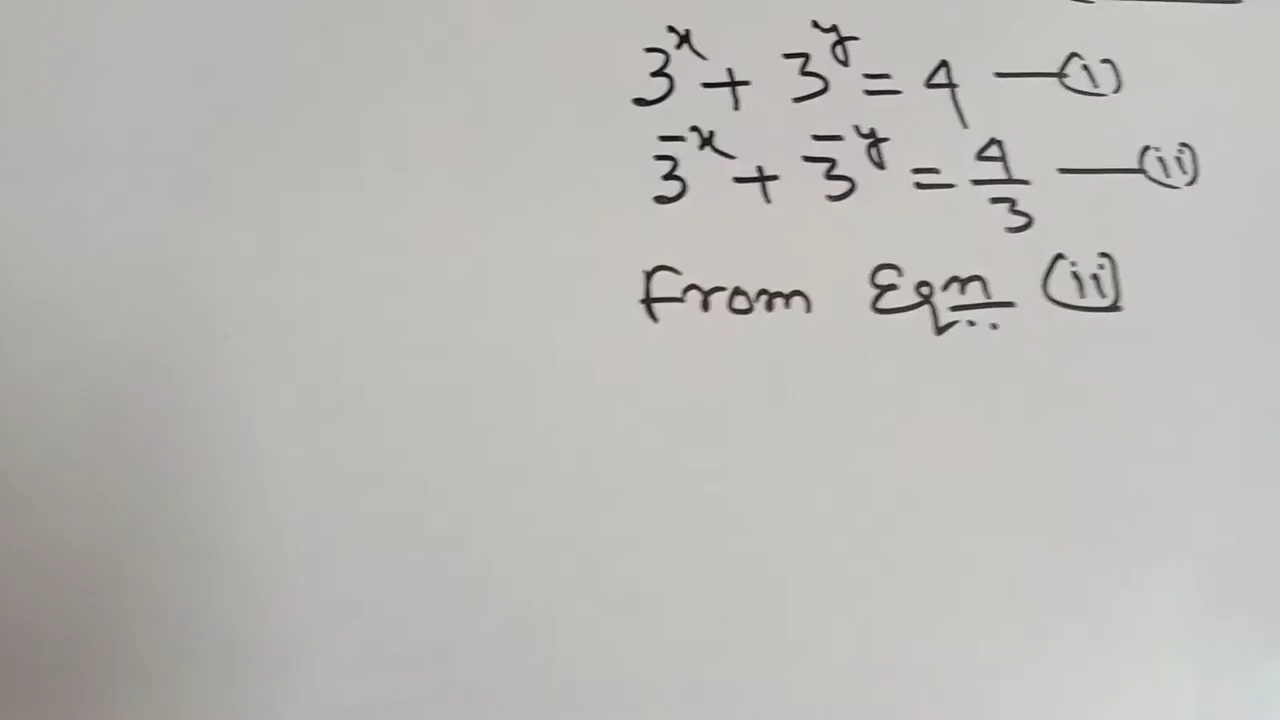 3^x + 3^y = 4 —(i)
3^-x + 3^-y = 4/3 —(ii)
From Eqn (ii)